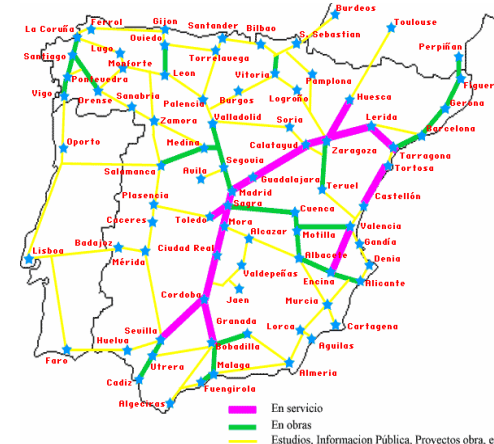 Burdeos
Toulouse
La Coruña
Ferrol
Gijon
Santander
Bilbao
S. Sebastian
Oviedo
Perpiñan
Santiago
Lugo
Monforte
Torrelavega
Pontevedra
Leon
Vitoria
Pamplona
Figuer
Vigo
Orense
Sanabria
Palencia
Burgos
Logroño
Huesca
Gerona
Zamora
Valladolid
Soria
Lerida
Barcelona
Oporto
Medina
Calatayud
Zaragoza
Tarragona
Salamanca
Avila
Segovia
Guadalajara
Tortosa
Madrid
Teruel
Plasencia
Sagra
Castellón
Caceres
Toledo
Mora
Cuenca
Valencia
Lisboa
Badajoz
Ciudad Real
Alcazar
Motilla
Gandía
Mérida
Valdepeñas
Albacete
Denia
Encina
Alicante
Cordoba
Jaen
Murcia
Sevilla
Granada
Lorca
Cartagena
Huelva
Bobadilla
Aguilas
Faro
Utrera
Malaga
Almeria
Cadiz
Fuengirola
Algeciras
En servicio
En obras
Estudios, Informacion Pública, Proyectos obra, e